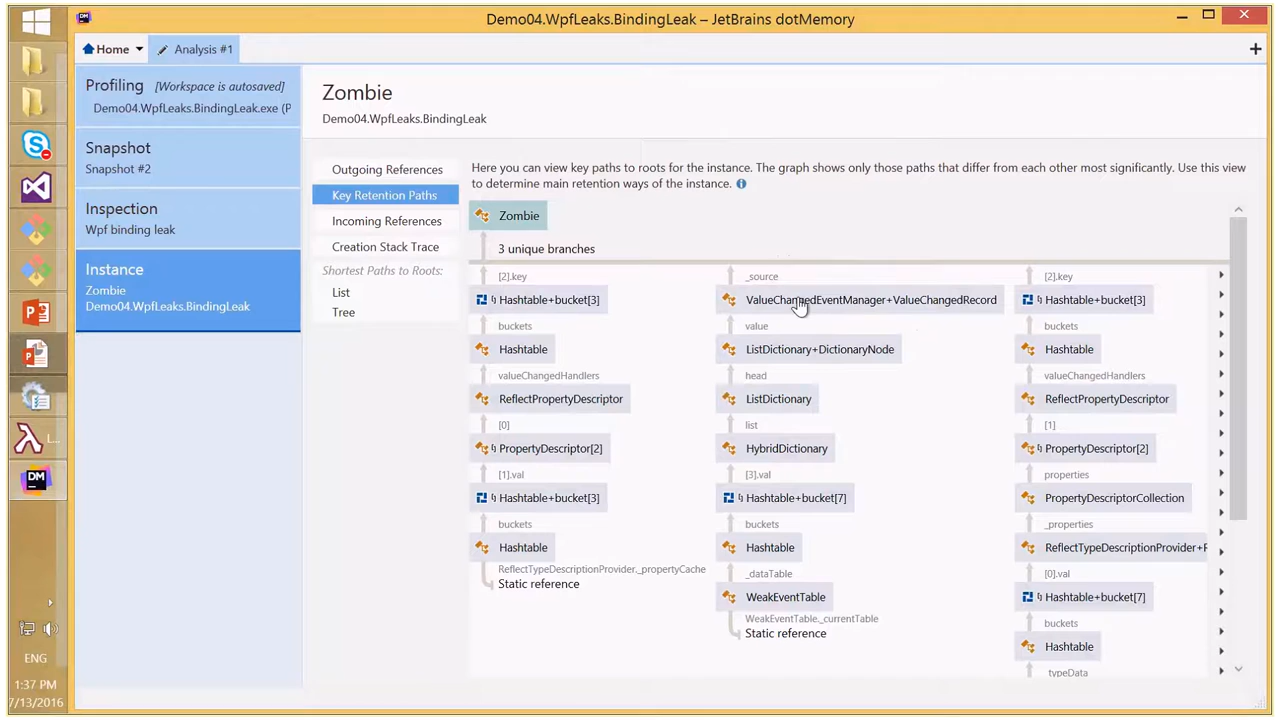 Demo04.WpfLeaks.BindingLeak – JetBrains dotMemory
DM
Home
Analysis #1
Profiling [Workspace is autosaved]
Demo04.WpfLeaks.BindingLeak.exe (P
Snapshot
Snapshot #2
Inspection
Wpf binding leak
Instance
Zombie
Demo04.WpfLeaks.BindingLeak
Zombie
Demo04.WpfLeaks.BindingLeak
Outgoing References
Key Retention Paths
Incoming References
Creation Stack Trace
Shortest Paths to Roots:
List
Tree
Here you can view key paths to roots for the instance. The graph shows only those paths that differ from each other most significantly. Use this view
to determine main retention ways of the instance.
Zombie
3 unique branches
[2].key
Hashtable+bucket[3]
buckets
Hashtable
valueChangedHandlers
ReflectPropertyDescriptor
[0]
PropertyDescriptor[2]
[1].val
Hashtable+bucket[3]
buckets
Hashtable
ReflectTypeDescriptionProvider._propertyCache
Static reference
_source
ValueChangedEventManager+ValueChangedRecord
value
ListDictionary+DictionaryNode
head
ListDictionary
list
HybridDictionary
[3].val
Hashtable+bucket[7]
buckets
Hashtable
_dataTable
WeakEventTable
WeakEventTable._currentTable
Static reference
[2].key
Hashtable+bucket[3]
buckets
Hashtable
valueChangedHandlers
ReflectPropertyDescriptor
[1]
PropertyDescriptor[2]
properties
PropertyDescriptorCollection
_properties
ReflectTypeDescriptionProvider+R
[0].val
Hashtable+bucket[7]
buckets
Hashtable
_typeData
L...
DM
ENG
1:37 PM
7/13/2016